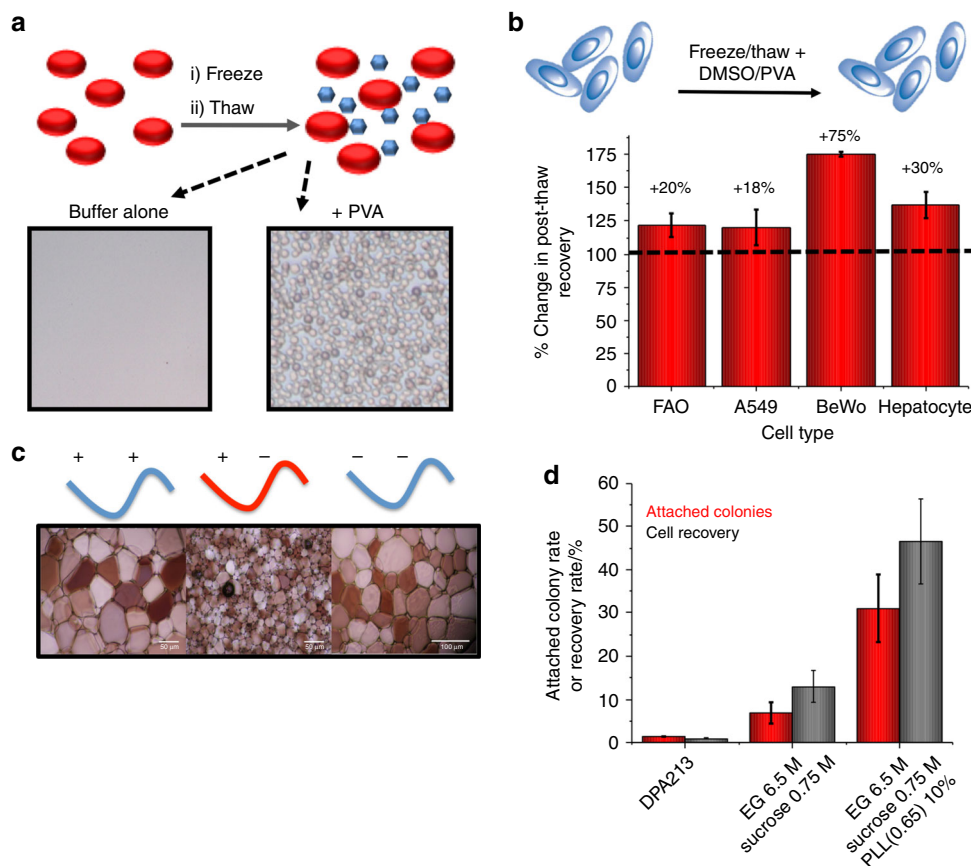 a
i) Freeze
ii) Thaw
Buffer alone
+ PVA
b
Freeze/thaw +
DMSO/PVA
% Change in post-thaw
recovery
175
150
125
100
75
50
25
0
+20%
+18%
+75%
+30%
FAO
A549
BeWo
Hepatocyte
Cell type
c
+ +
+ –
– –
50 µm
50 µm
100 µm
d
Attached colony rate
or recovery rate/%
60
50
40
30
20
10
0
Attached colonies
Cell recovery
DPA213
EG 6.5 M
sucrose 0.75 M
EG 6.5 M
sucrose 0.75 M
PLL(0.65) 10%